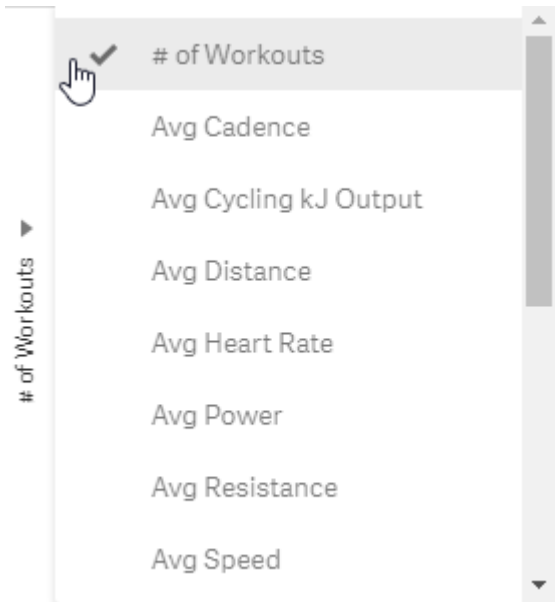 # of Workouts
# of Workouts
Avg Cadence
Avg Cycling kJ Output
Avg Distance
Avg Heart Rate
Avg Power
Avg Resistance
Avg Speed